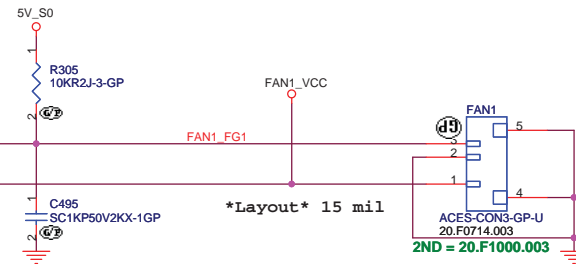 5V_S0
1
R305
10KR2J-3-GP
2
G/P
FAN1_VCC
FAN1
GP
FAN1_FG1
3
2
1
5
4
1
C495
SC1KP50V2KX-1GP
2
G/P
*Layout* 15 mil
ACES-CON3-GP-U
20.F0714.003
2ND = 20.F1000.003